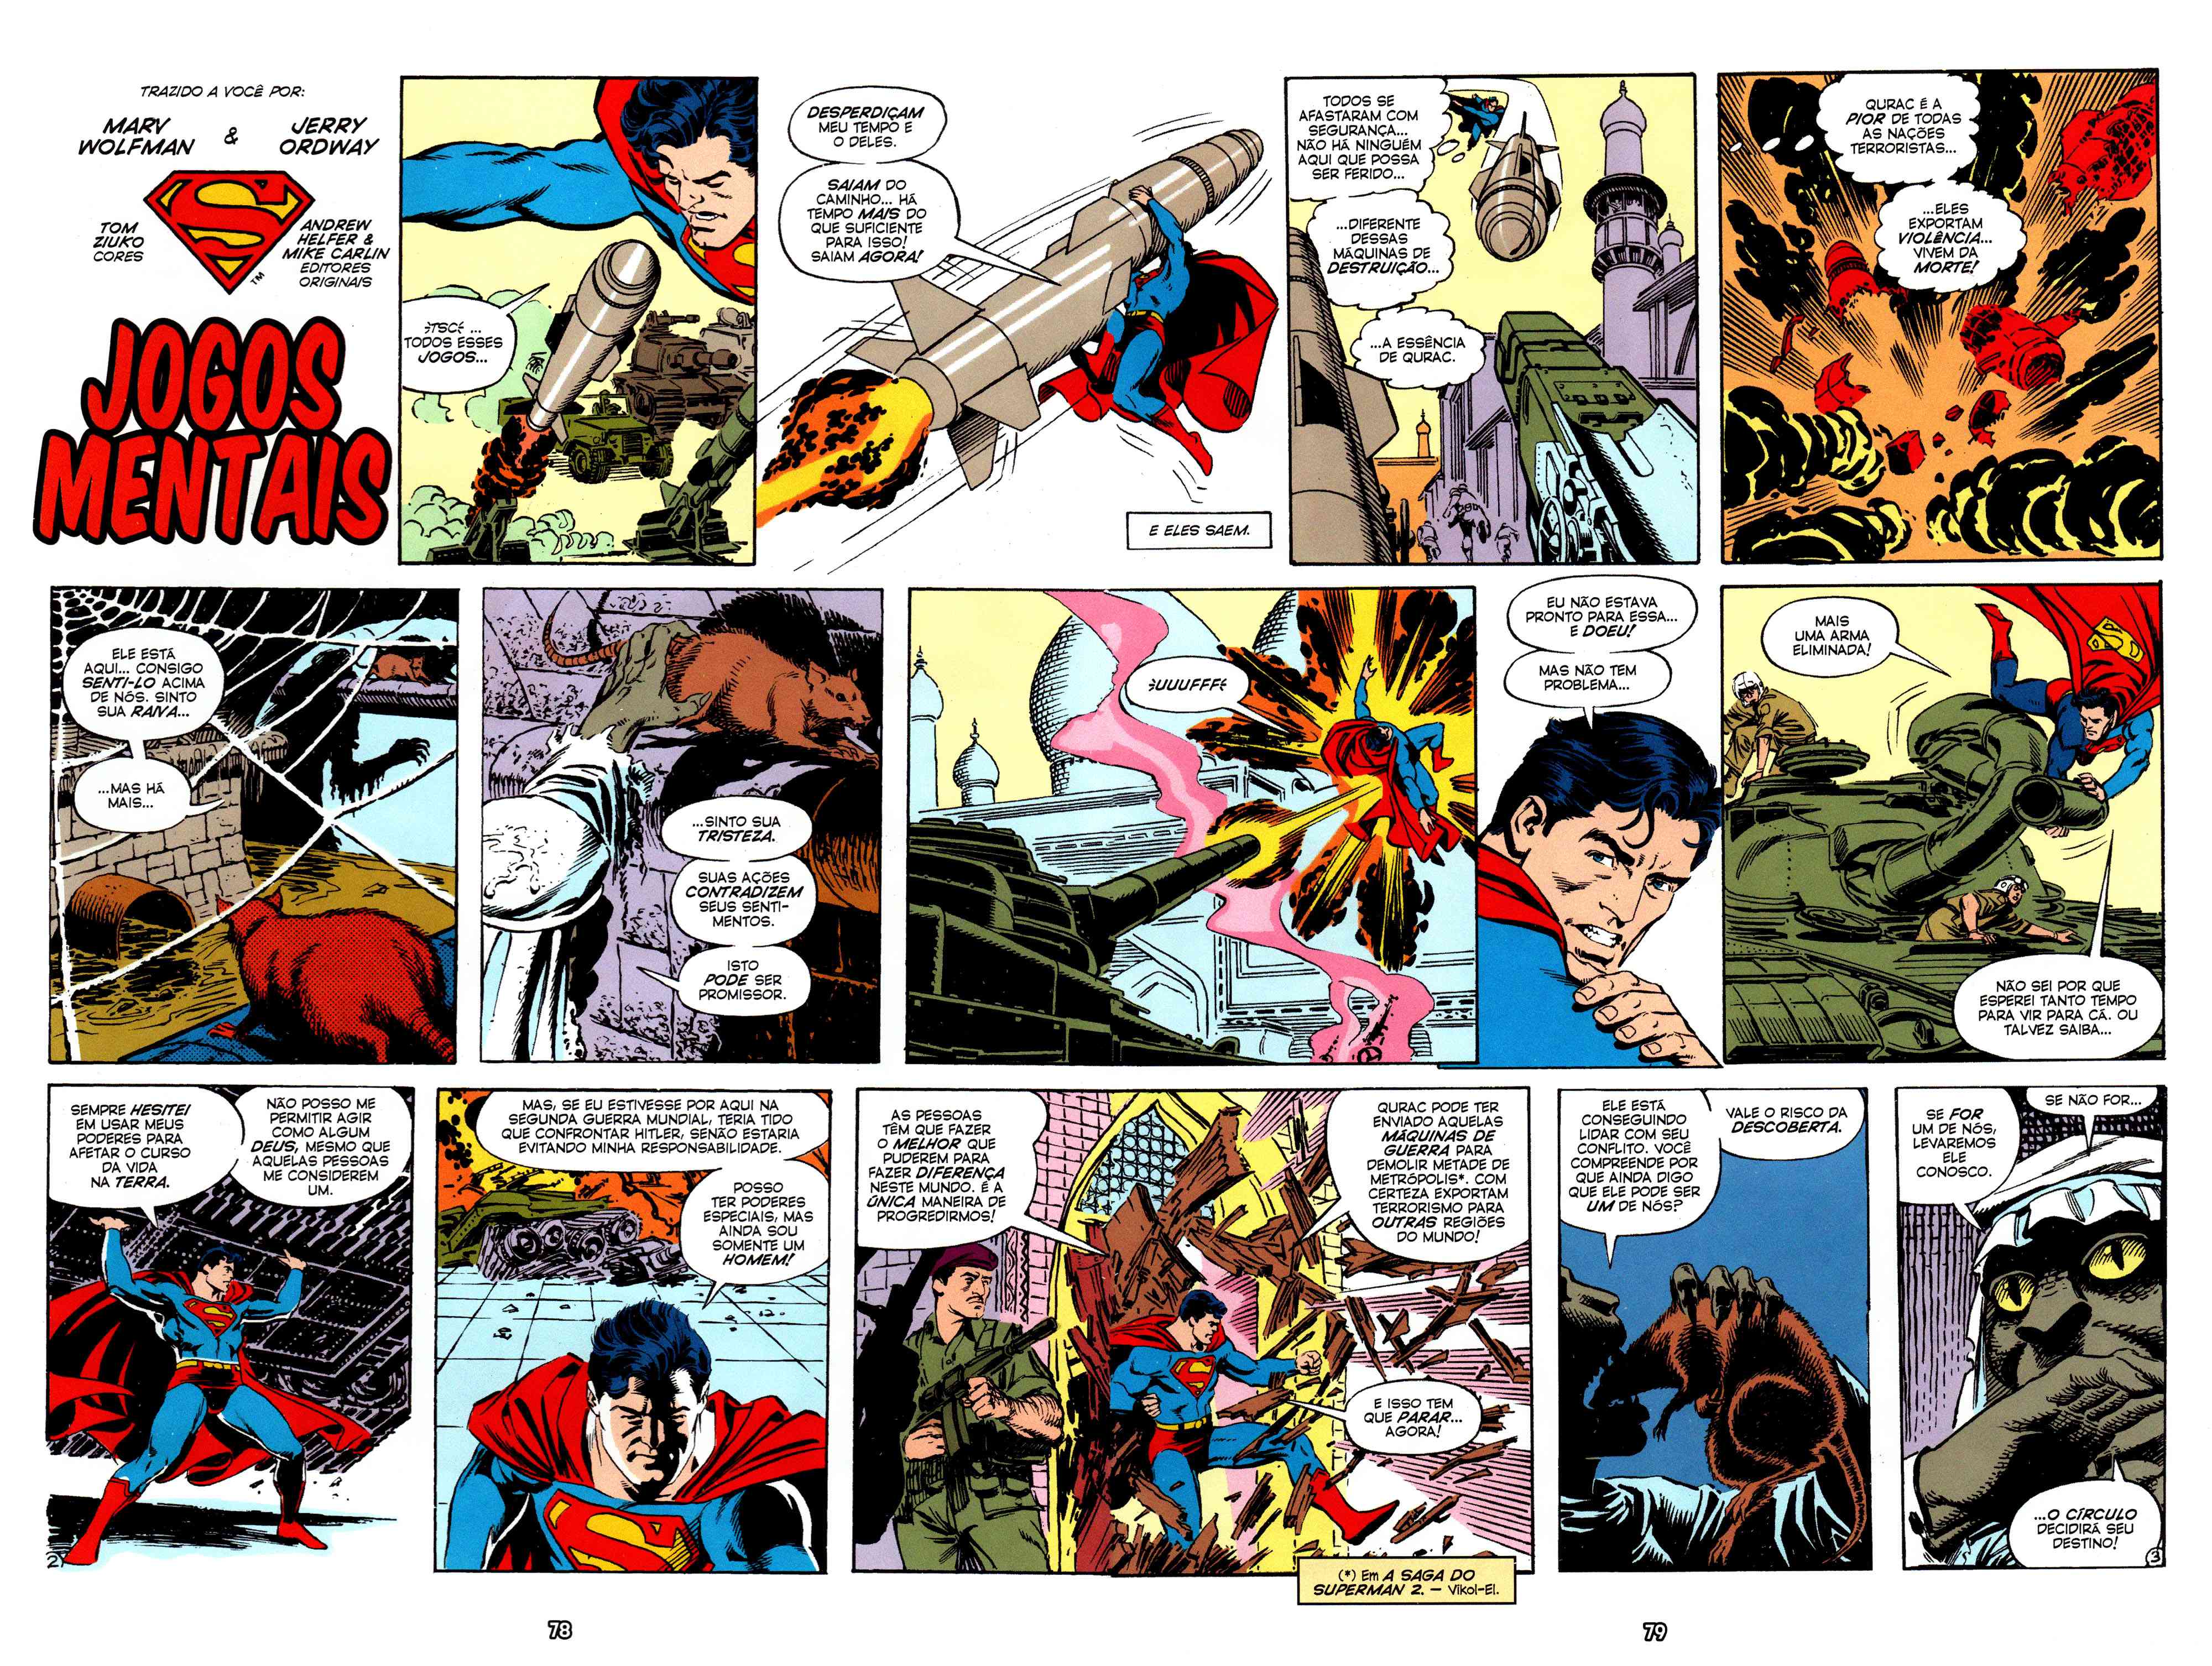 TRAZIDO A VOCÊ POR:
MARV
WOLFMAN
&
JERRY
ORDWAY
TOM
ZIUKO
CORES
S
TM
ANDREW
HELFER &
MIKE CARLIN
EDITORES
ORIGINAIS
JOGOS
MENTAIS
TSC ...
TODOS ESSES
JOGOS...
DESPERDIÇAM
MEU TEMPO E
O DELES.
SAIAM DO
CAMINHO... HÁ
TEMPO MAIS DO
QUE SUFICIENTE
PARA ISSO!
SAIAM AGORA!
E ELES SAEM.
TODOS SE
AFASTARAM COM
SEGURANÇA...
NÃO HÁ NINGUÉM
AQUI QUE POSSA
SER FERIDO...
...DIFERENTE
DESSAS
MÁQUINAS DE
DESTRUIÇÃO...
...A ESSÊNCIA
DE QURAC.
QURAC É A
PIOR DE TODAS
AS NAÇÕES
TERRORISTAS...
...ELES
EXPORTAM
VIOLÊNCIA...
VIVEM DA
MORTE!
ELE ESTÁ
AQUI... CONSIGO
SENTI-LO ACIMA
DE NÓS. SINTO
SUA RAIVA...
...MAS HÁ
MAIS...
...SINTO SUA
TRISTEZA.
SUAS AÇÕES
CONTRADIZEM
SEUS SENTI-
MENTOS.
ISTO
PODE SER
PROMISSOR.
UUUFFF
EU NÃO ESTAVA
PRONTO PARA ESSA...
E DOEU!
MAS NÃO TEM
PROBLEMA...
MAIS
UMA ARMA
ELIMINADA!
NÃO SEI POR QUE
ESPEREI TANTO TEMPO
PARA VIR PARA CÁ. OU
TALVEZ SAIBA...
SEMPRE HESITEI
EM USAR MEUS
PODERES PARA
AFETAR O CURSO
DA VIDA
NA TERRA.
NÃO POSSO ME
PERMITIR AGIR
COMO ALGUM
DEUS, MESMO QUE
AQUELAS PESSOAS
ME CONSIDEREM
UM.
2
MAS, SE EU ESTIVESSE POR AQUI NA
SEGUNDA GUERRA MUNDIAL, TERIA TIDO
QUE CONFRONTAR HITLER, SENÃO ESTARIA
EVITANDO MINHA RESPONSABILIDADE.
POSSO
TER PODERES
ESPECIAIS, MAS
AINDA SOU
SOMENTE UM
HOMEM!
AS PESSOAS
TÊM QUE FAZER
O MELHOR QUE
PUDEREM PARA
FAZER DIFERENÇA
NESTE MUNDO. É A
ÚNICA MANEIRA DE
PROGREDIRMOS!
QURAC PODE TER
ENVIADO AQUELAS
MÁQUINAS DE
GUERRA PARA
DEMOLIR METADE DE
METRÓPOLIS*. COM
CERTEZA EXPORTAM
TERRORISMO PARA
OUTRAS REGIÕES
DO MUNDO!
E ISSO TEM
QUE PARAR...
AGORA!
(*) Em A SAGA DO
SUPERMAN 2. — Vikol-El.
ELE ESTÁ
CONSEGUINDO
LIDAR COM SEU
CONFLITO. VOCÊ
COMPREENDE POR
QUE AINDA DIGO
QUE ELE PODE SER
UM DE NÓS?
VALE O RISCO DA
DESCOBERTA.
SE FOR
UM DE NÓS,
LEVAREMOS
ELE
CONOSCO.
SE NÃO FOR...
...O CÍRCULO
DECIDIRÁ SEU
DESTINO!
3
78
79